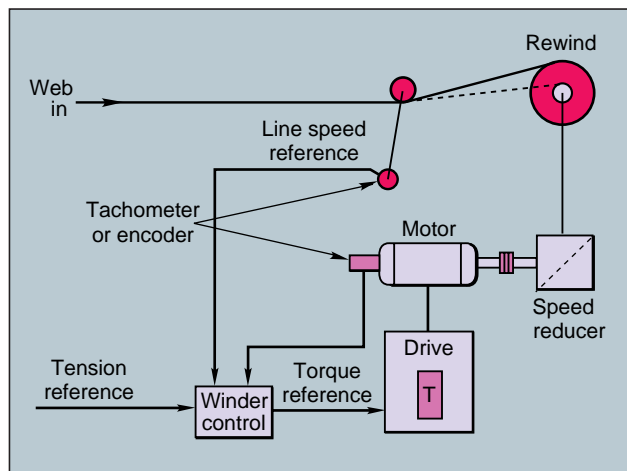 Rewind
Web
in
Line speed
reference
Tachometer
or encoder
Motor
Speed
reducer
Drive
T
Tension
reference
Torque
reference
Winder
control